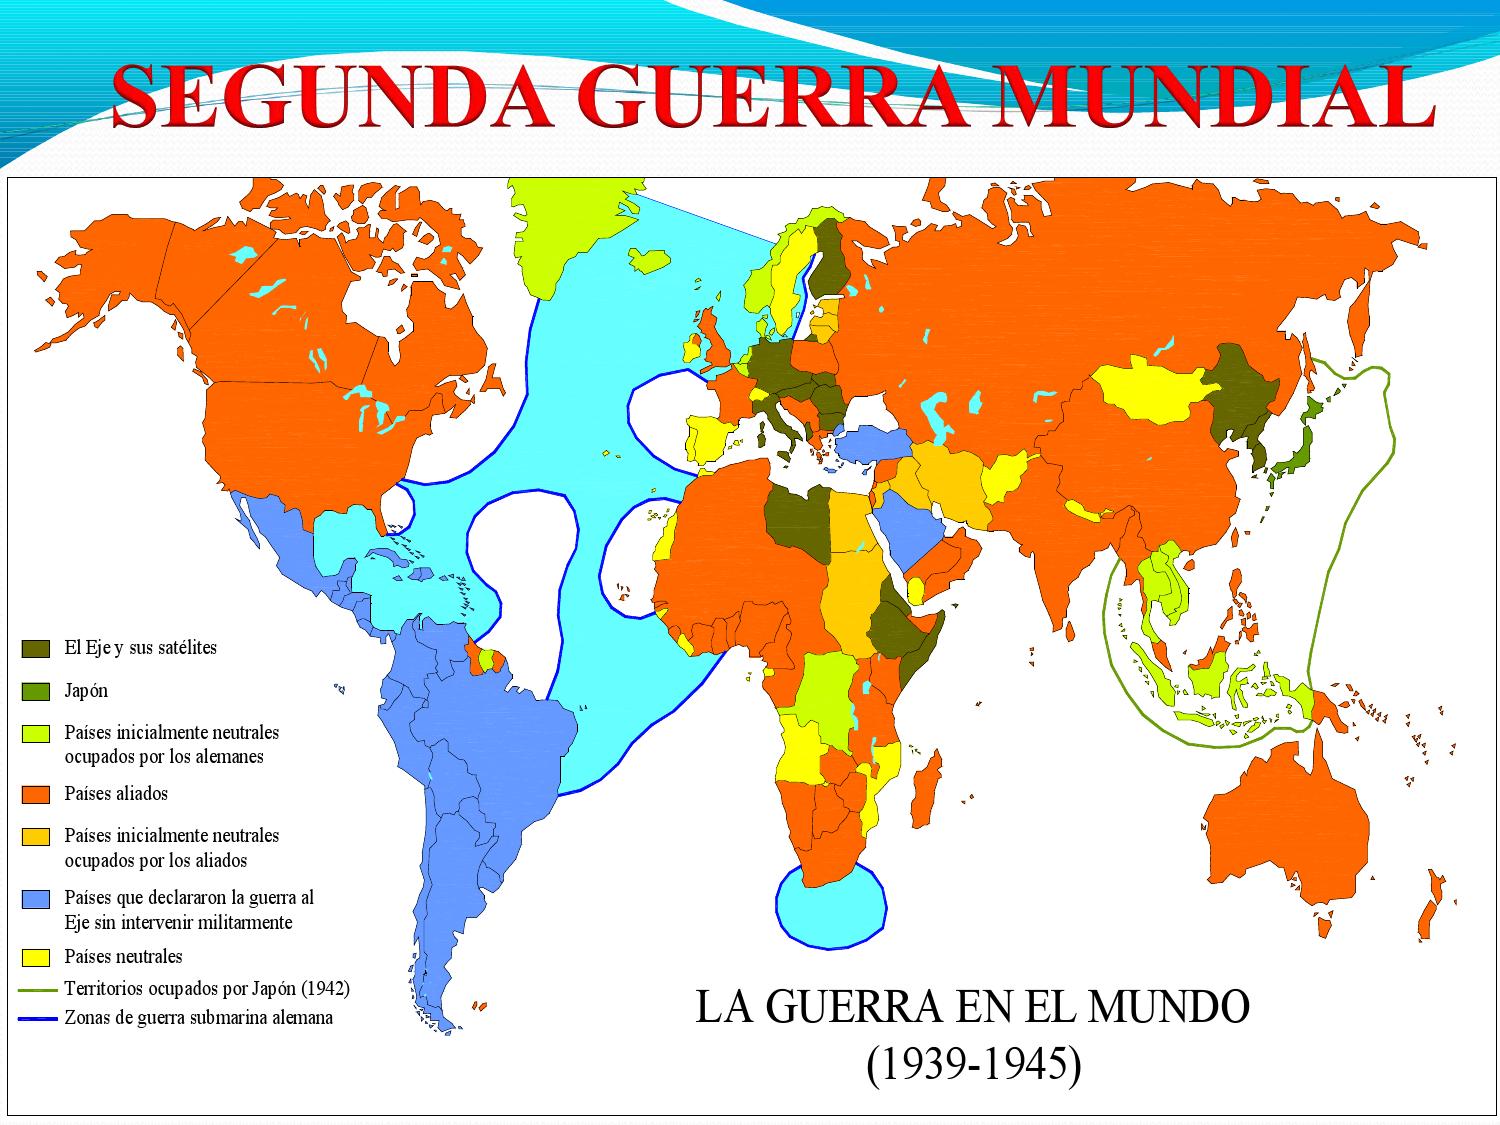 SEGUNDA GUERRA MUNDIAL
El Eje y sus satélites
Japón
Países inicialmente neutrales
ocupados por los alemanes
Países aliados
Países inicialmente neutrales
ocupados por los aliados
Países que declararon la guerra al
Eje sin intervenir militarmente
Países neutrales
Territorios ocupados por Japón (1942)
Zonas de guerra submarina alemana
LA GUERRA EN EL MUNDO
(1939-1945)